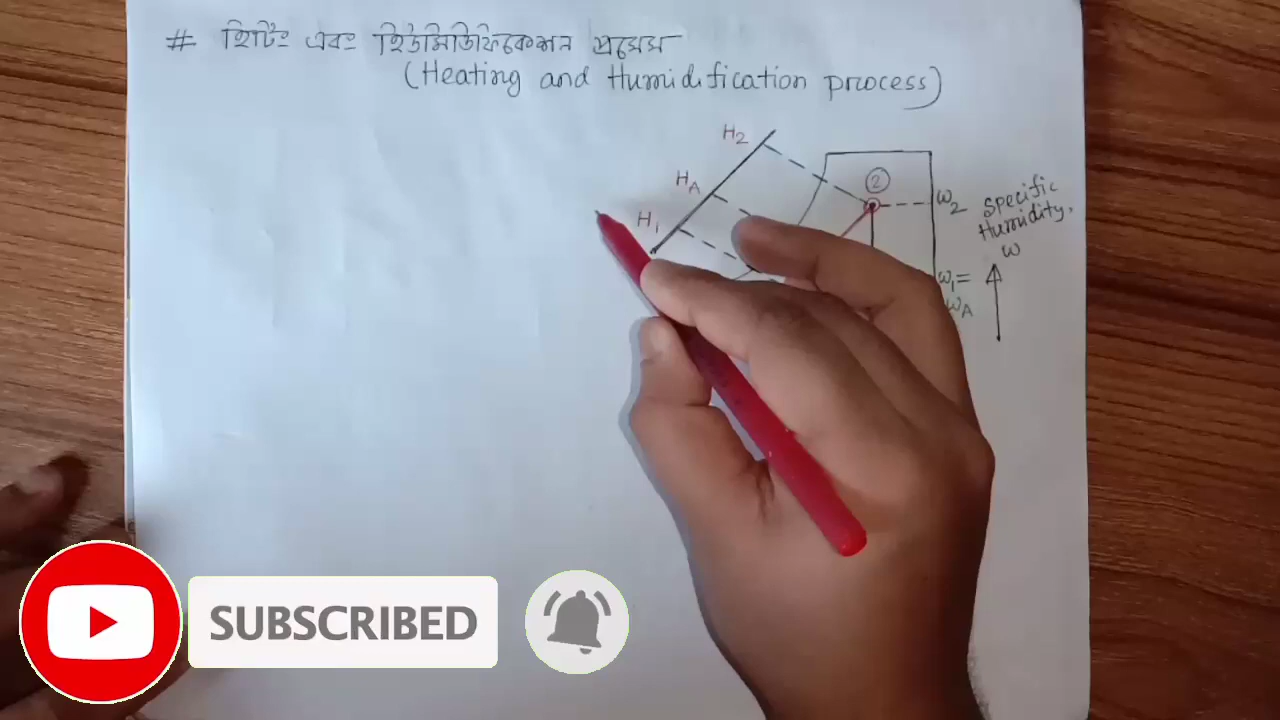 # হিটিং এবং হিউমিডিফিকেশন প্রসেস
(Heating and Humidification process)
H2
HA
H1
2
ω2
Specific
Humidity,
ω
ω1=
ωA
SUBSCRIBED